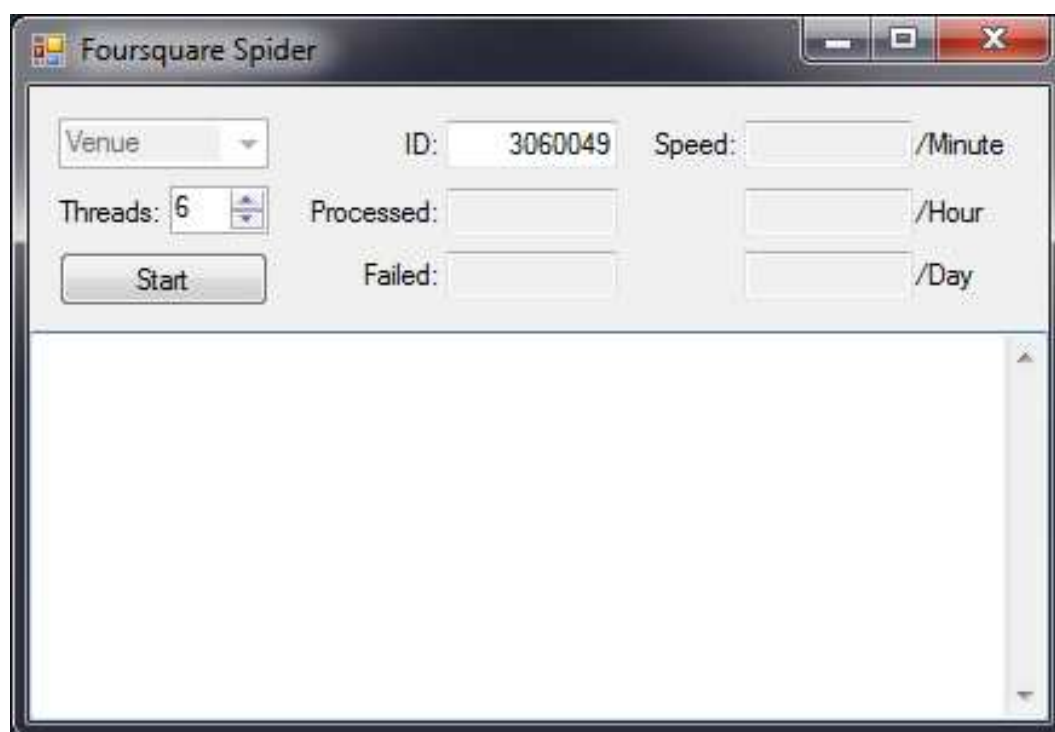 Foursquare Spider
Venue ID: 3060049 Speed: /Minute
Threads: 6 Processed: /Hour
Start Failed: /Day